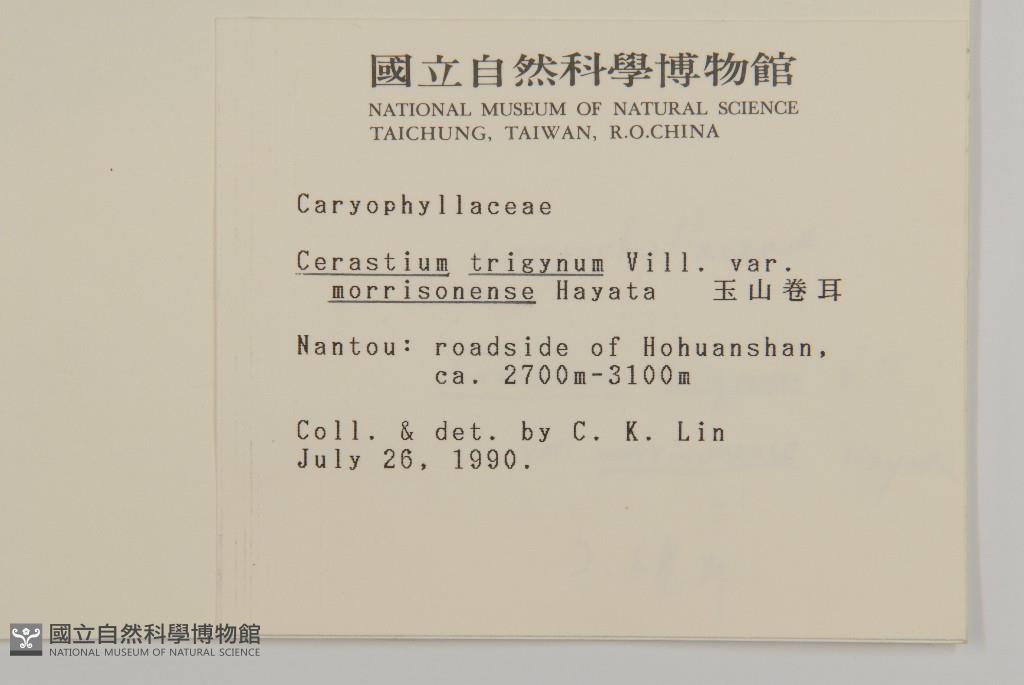 國立自然科學博物館
NATIONAL MUSEUM OF NATURAL SCIENCE
TAICHUNG, TAIWAN, R.O.CHINA
Caryophyllaceae
Cerastium trigynum Vill. var.
morrisonense Hayata 玉山卷耳
Nantou: roadside of Hohuanshan,
ca. 2700m-3100m
Coll. & det. by C. K. Lin
July 26, 1990.
國立自然科學博物館
NATIONAL MUSEUM OF NATURAL SCIENCE